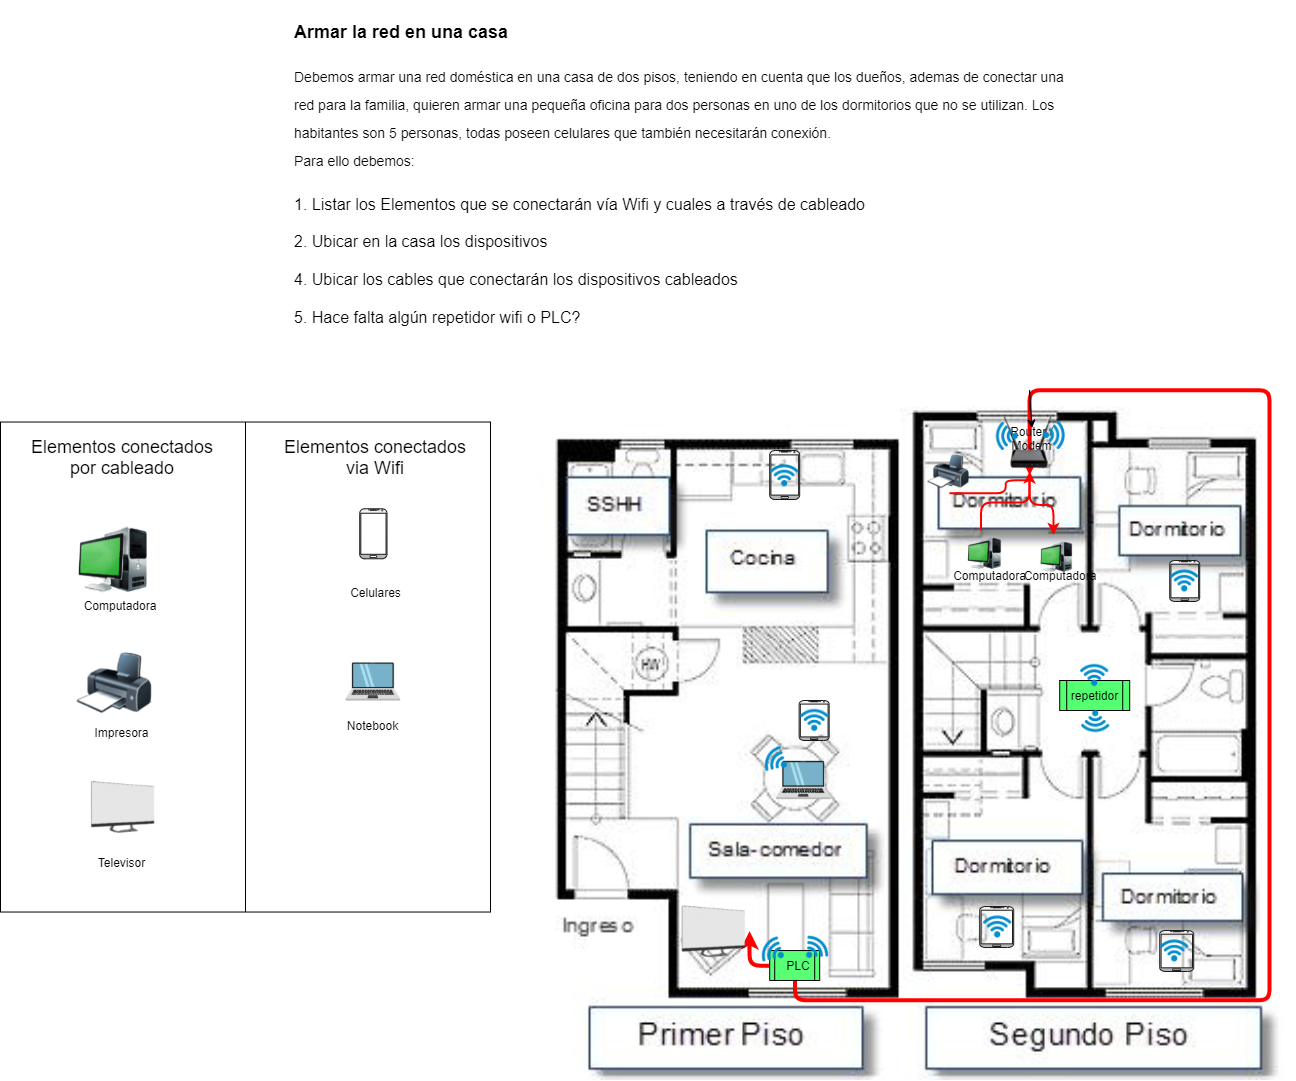 Armar la red en una casa
Debemos armar una red doméstica en una casa de dos pisos, teniendo en cuenta que los dueños, ademas de conectar una
red para la familia, quieren armar una pequeña oficina para dos personas en uno de los dormitorios que no se utilizan. Los
habitantes son 5 personas, todas poseen celulares que también necesitarán conexión.
Para ello debemos:
1. Listar los Elementos que se conectarán vía Wifi y cuales a través de cableado
2. Ubicar en la casa los dispositivos
4. Ubicar los cables que conectarán los dispositivos cableados
5. Hace falta algún repetidor wifi o PLC?
Elementos conectados
por cableado
Elementos conectados
via Wifi
Computadora
Celulares
Impresora
Notebook
Televisor
SSHH
Cocina
HW
Sala-comedor
Ingreso
PLC
Primer Piso
Router
Modem
Dormitorio
Dormitorio
Computadora
Computadora
repetidor
Dormitorio
Dormitorio
Segundo Piso